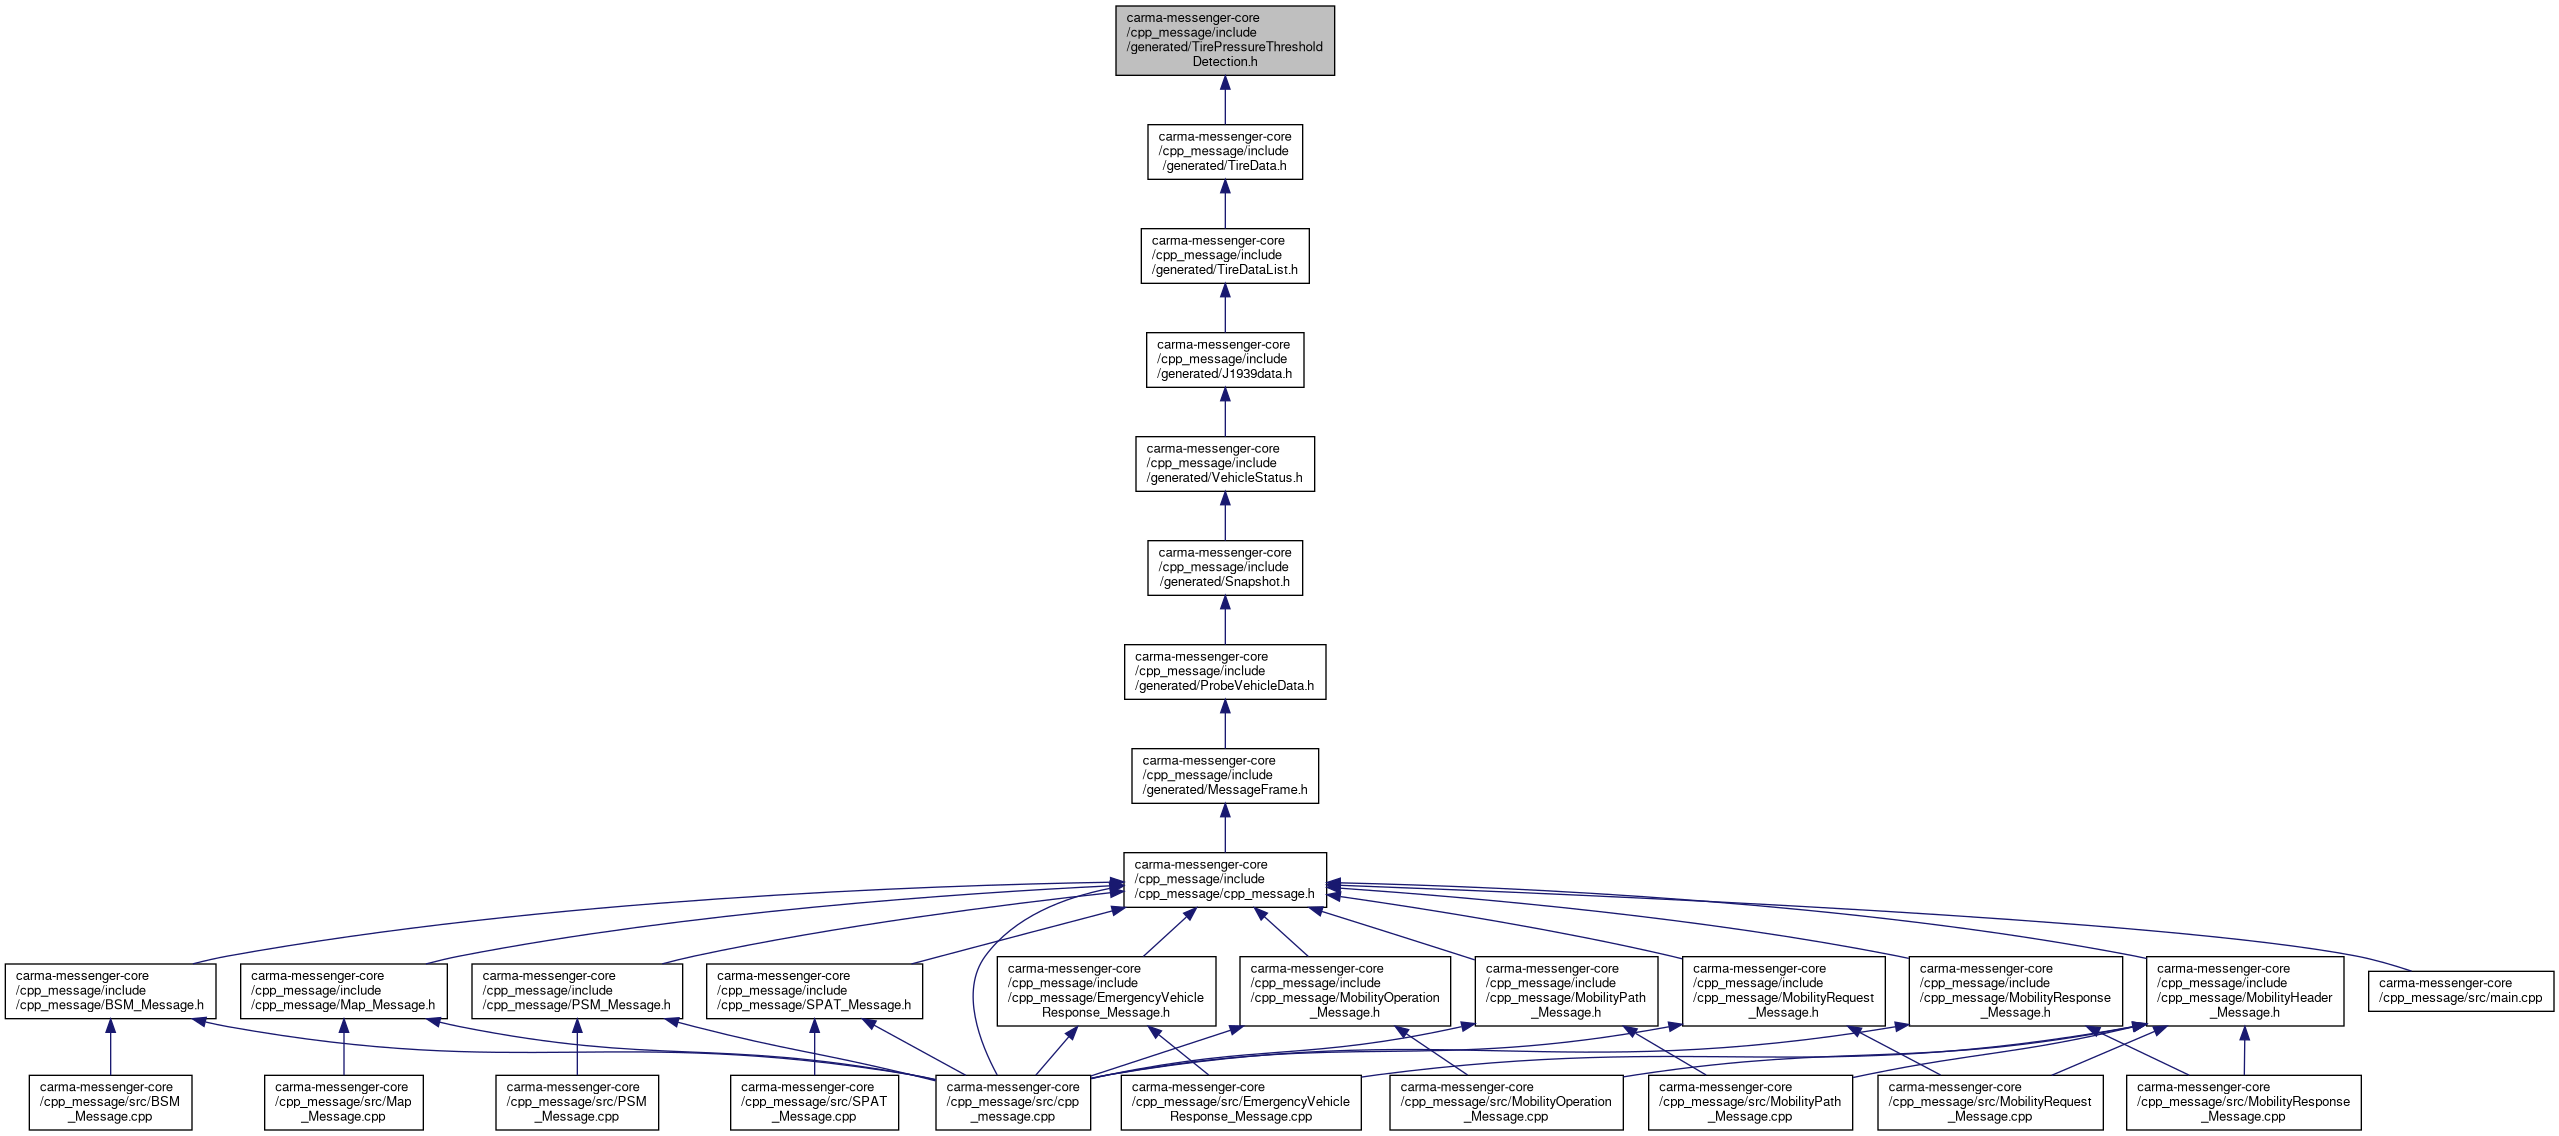 carma-messenger-core
/cpp_message/include
/generated/TirePressureThreshold
Detection.h
carma-messenger-core
/cpp_message/include
/generated/TireData.h
carma-messenger-core
/cpp_message/include
/generated/TireDataList.h
carma-messenger-core
/cpp_message/include
/generated/J1939data.h
carma-messenger-core
/cpp_message/include
/generated/VehicleStatus.h
carma-messenger-core
/cpp_message/include
/generated/Snapshot.h
carma-messenger-core
/cpp_message/include
/generated/ProbeVehicleData.h
carma-messenger-core
/cpp_message/include
/generated/MessageFrame.h
carma-messenger-core
/cpp_message/include
/cpp_message/cpp_message.h
carma-messenger-core
/cpp_message/include
/cpp_message/BSM_Message.h
carma-messenger-core
/cpp_message/include
/cpp_message/Map_Message.h
carma-messenger-core
/cpp_message/include
/cpp_message/PSM_Message.h
carma-messenger-core
/cpp_message/include
/cpp_message/SPAT_Message.h
carma-messenger-core
/cpp_message/include
/cpp_message/EmergencyVehicle
Response_Message.h
carma-messenger-core
/cpp_message/include
/cpp_message/MobilityOperation
_Message.h
carma-messenger-core
/cpp_message/include
/cpp_message/MobilityPath
_Message.h
carma-messenger-core
/cpp_message/include
/cpp_message/MobilityRequest
_Message.h
carma-messenger-core
/cpp_message/include
/cpp_message/MobilityResponse
_Message.h
carma-messenger-core
/cpp_message/include
/cpp_message/MobilityHeader
_Message.h
carma-messenger-core
/cpp_message/src/main.cpp
carma-messenger-core
/cpp_message/src/BSM
_Message.cpp
carma-messenger-core
/cpp_message/src/Map
_Message.cpp
carma-messenger-core
/cpp_message/src/PSM
_Message.cpp
carma-messenger-core
/cpp_message/src/SPAT
_Message.cpp
carma-messenger-core
/cpp_message/src/cpp
_message.cpp
carma-messenger-core
/cpp_message/src/EmergencyVehicle
Response_Message.cpp
carma-messenger-core
/cpp_message/src/MobilityOperation
_Message.cpp
carma-messenger-core
/cpp_message/src/MobilityPath
_Message.cpp
carma-messenger-core
/cpp_message/src/MobilityRequest
_Message.cpp
carma-messenger-core
/cpp_message/src/MobilityResponse
_Message.cpp